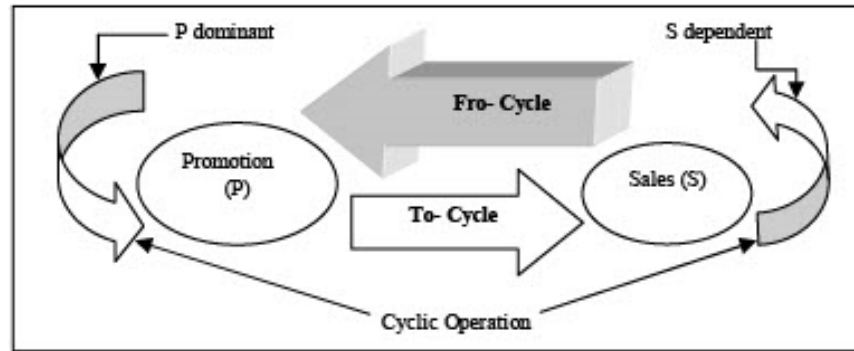 P dominant
S dependent
Fro- Cycle
Promotion
(P)
Sales (S)
To- Cycle
Cyclic Operation